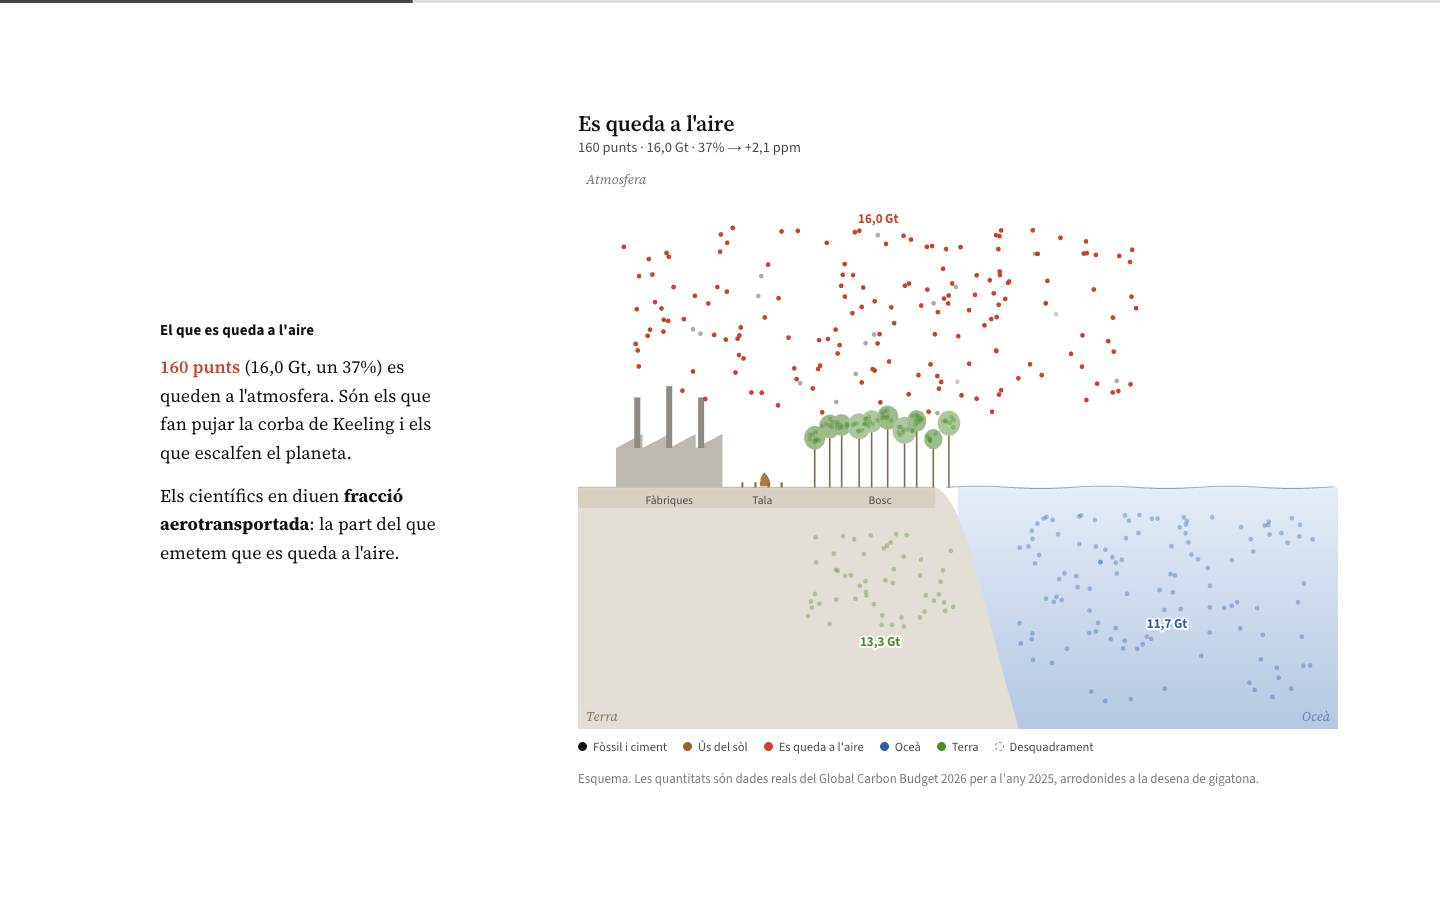 El que es queda a l'aire
160 punts (16,0 Gt, un 37%) es
queden a l'atmosfera. Són els que
fan pujar la corba de Keeling i els
que escalfen el planeta.
Els científics en diuen fracció
aerotransportada: la part del que
emetem que es queda a l'aire.
Es queda a l'aire
160 punts · 16,0 Gt · 37% → +2,1 ppm
Atmosfera
16,0 Gt
Fàbriques
Tala
Bosc
13,3 Gt
11,7 Gt
Terra
Oceà
Fòssil i ciment
Ús del sòl
Es queda a l'aire
Oceà
Terra
Desquadrament
Esquema. Les quantitats són dades reals del Global Carbon Budget 2026 per a l'any 2025, arrodonides a la desena de gigatona.